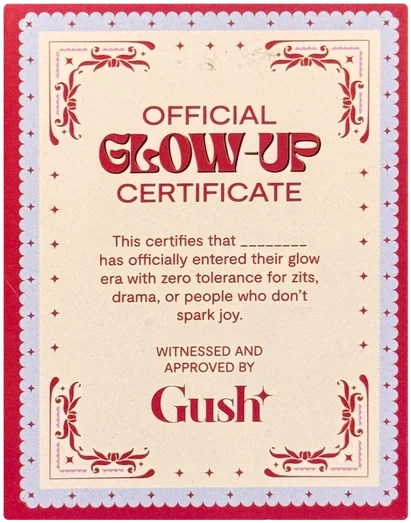 OFFICIAL
GLOW-UP
CERTIFICATE
This certifies that ________
has officially entered their glow
era with zero tolerance for zits,
drama, or people who don't
spark joy.
WITNESSED AND
APPROVED BY
Gush